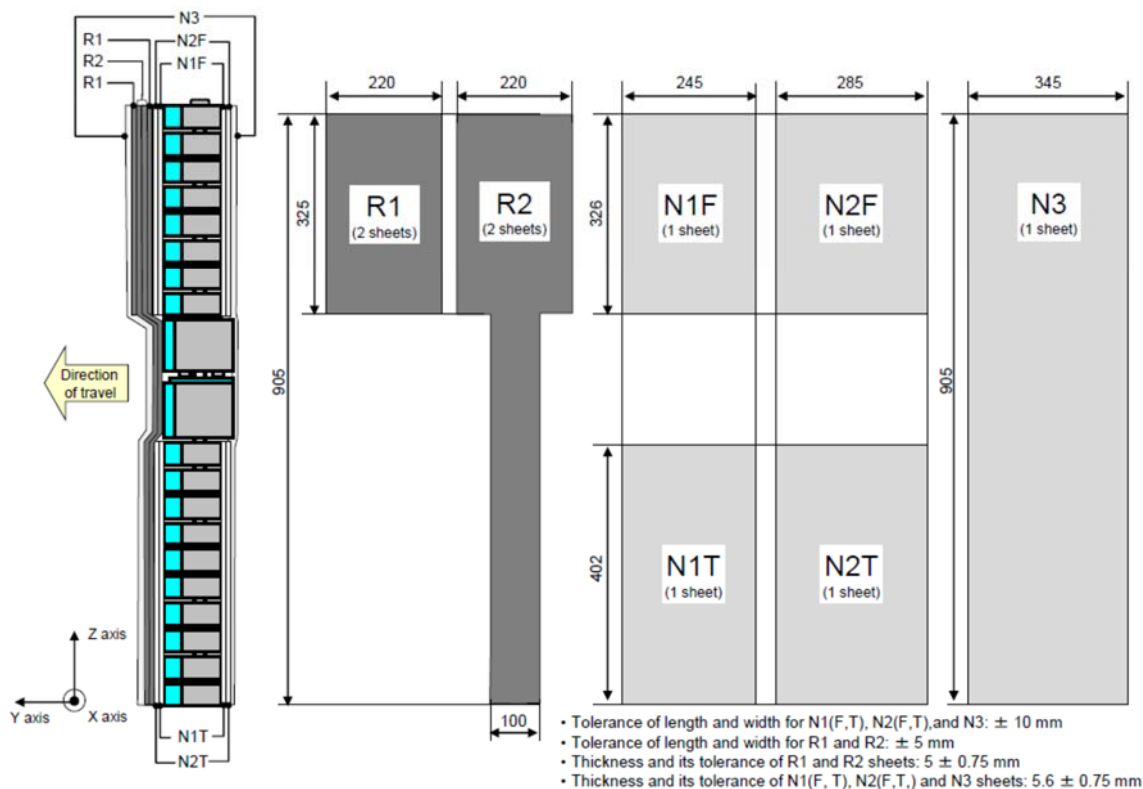 N3
R1
N2F
R2
N1F
R1
220
220
245
285
345
325
R1
(2 sheets)
R2
(2 sheets)
326
N1F
(1 sheet)
N2F
(1 sheet)
N3
(1 sheet)
Direction
of travel
905
905
402
N1T
(1 sheet)
N2T
(1 sheet)
Z axis
Y axis
X axis
N1T
N2T
100
• Tolerance of length and width for N1(F,T), N2(F,T),and N3: ± 10 mm
• Tolerance of length and width for R1 and R2: ± 5 mm
• Thickness and its tolerance of R1 and R2 sheets: 5 ± 0.75 mm
• Thickness and its tolerance of N1(F, T), N2(F,T,) and N3 sheets: 5.6 ± 0.75 mm